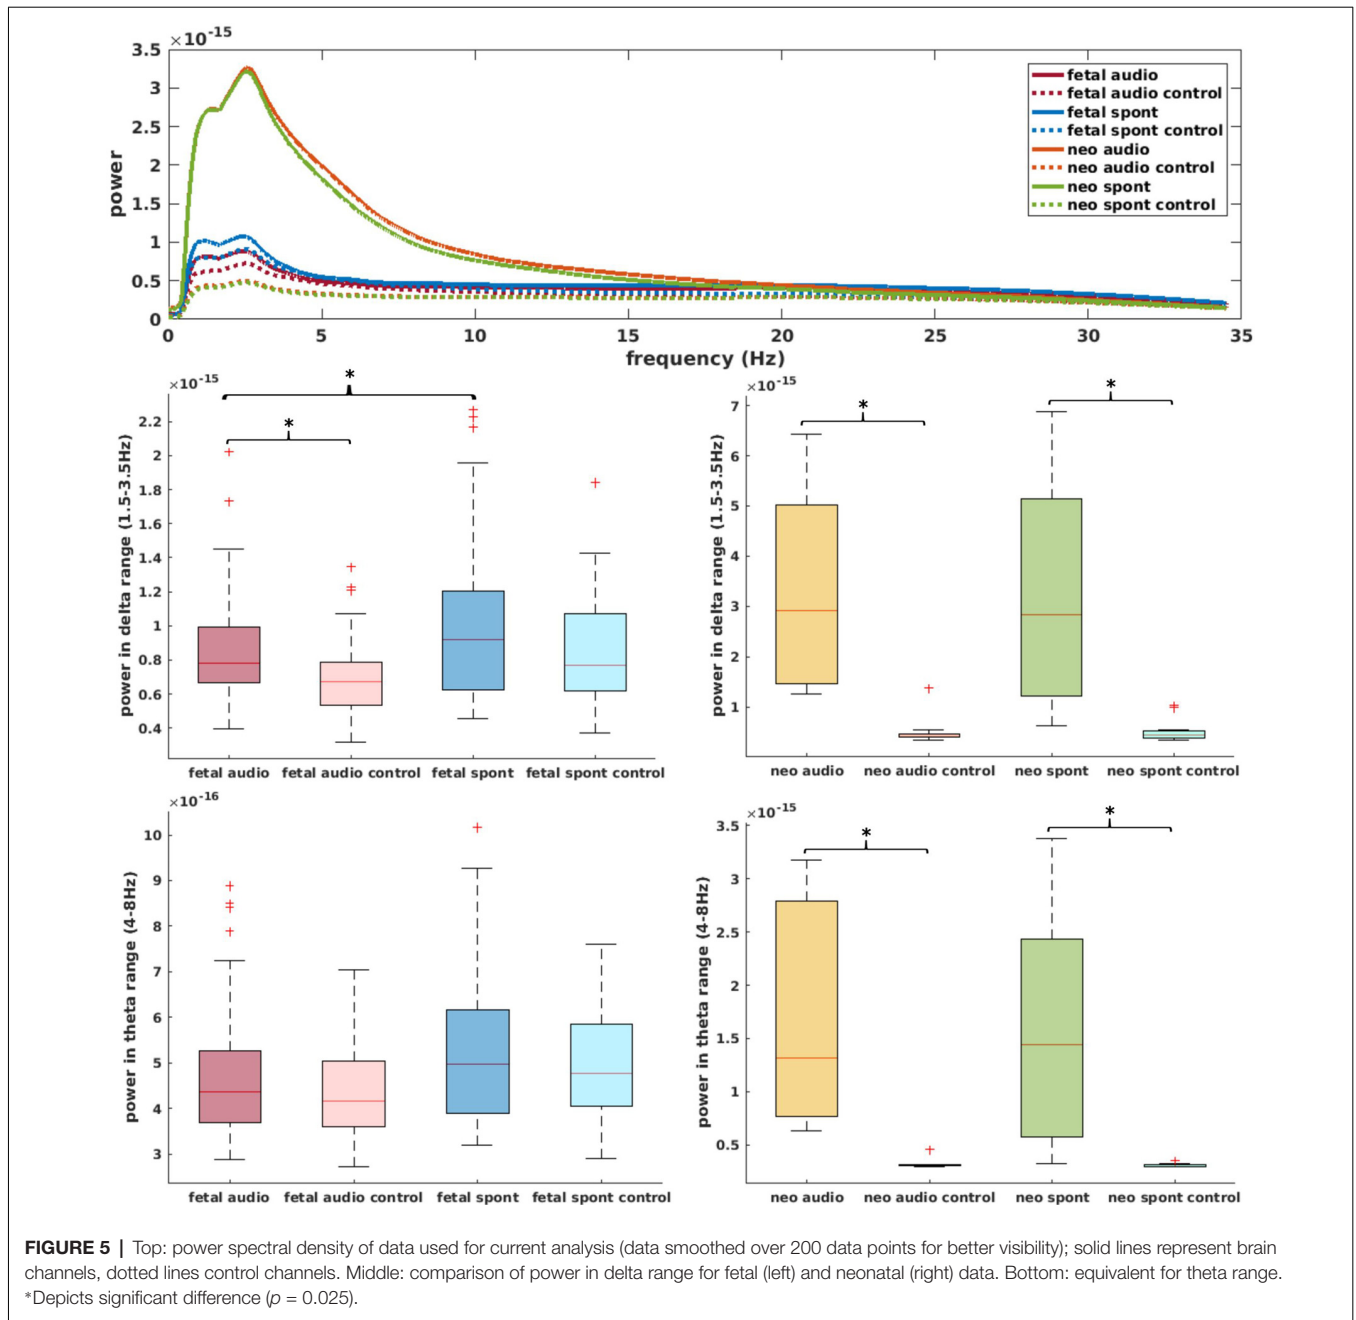 ×10-15
3.5
3
2.5
2
1.5
1
0.5
0
power
fetal audio
fetal audio control
fetal spont
fetal spont control
neo audio
neo audio control
neo spont
neo spont control
0 5 10 15 20 25 30 35
frequency (Hz)
×10-15
* *
2.2
2
1.8
1.6
1.4
1.2
1
0.8
0.6
0.4
power in delta range (1.5-3.5Hz)
fetal audio fetal audio control fetal spont fetal spont control
×10-15
* *
7
6
5
4
3
2
1
power in delta range (1.5-3.5Hz)
neo audio neo audio control neo spont neo spont control
×10-16
10
9
8
7
6
5
4
3
power in theta range (4-8Hz)
fetal audio fetal audio control fetal spont fetal spont control
×10-15
* *
3.5
3
2.5
2
1.5
1
0.5
power in theta range (4-8Hz)
neo audio neo audio control neo spont neo spont control
FIGURE 5 | Top: power spectral density of data used for current analysis (data smoothed over 200 data points for better visibility); solid lines represent brain
channels, dotted lines control channels. Middle: comparison of power in delta range for fetal (left) and neonatal (right) data. Bottom: equivalent for theta range.
*Depicts significant difference (p = 0.025).